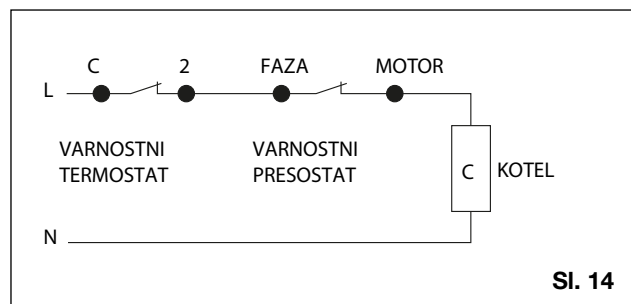 C 2 FAZA MOTOR
L
VARNOSTNI TERMOSTAT
VARNOSTNI PRESOSTAT
C KOTEL
N
Sl. 14